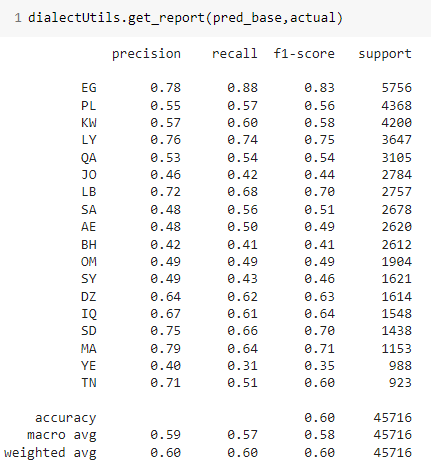 1 dialectUtils.get_report(pred_base,actual)
precision recall f1-score support
EG 0.78 0.88 0.83 5756
PL 0.55 0.57 0.56 4368
KW 0.57 0.60 0.58 4200
LY 0.76 0.74 0.75 3647
QA 0.53 0.54 0.54 3105
JO 0.46 0.42 0.44 2784
LB 0.72 0.68 0.70 2757
SA 0.48 0.56 0.51 2678
AE 0.48 0.50 0.49 2620
BH 0.42 0.41 0.41 2612
OM 0.49 0.49 0.49 1904
SY 0.49 0.43 0.46 1621
DZ 0.64 0.62 0.63 1614
IQ 0.67 0.61 0.64 1548
SD 0.75 0.66 0.70 1438
MA 0.79 0.64 0.71 1153
YE 0.40 0.31 0.35 988
TN 0.71 0.51 0.60 923
accuracy 0.60 45716
macro avg 0.59 0.57 0.58 45716
weighted avg 0.60 0.60 0.60 45716